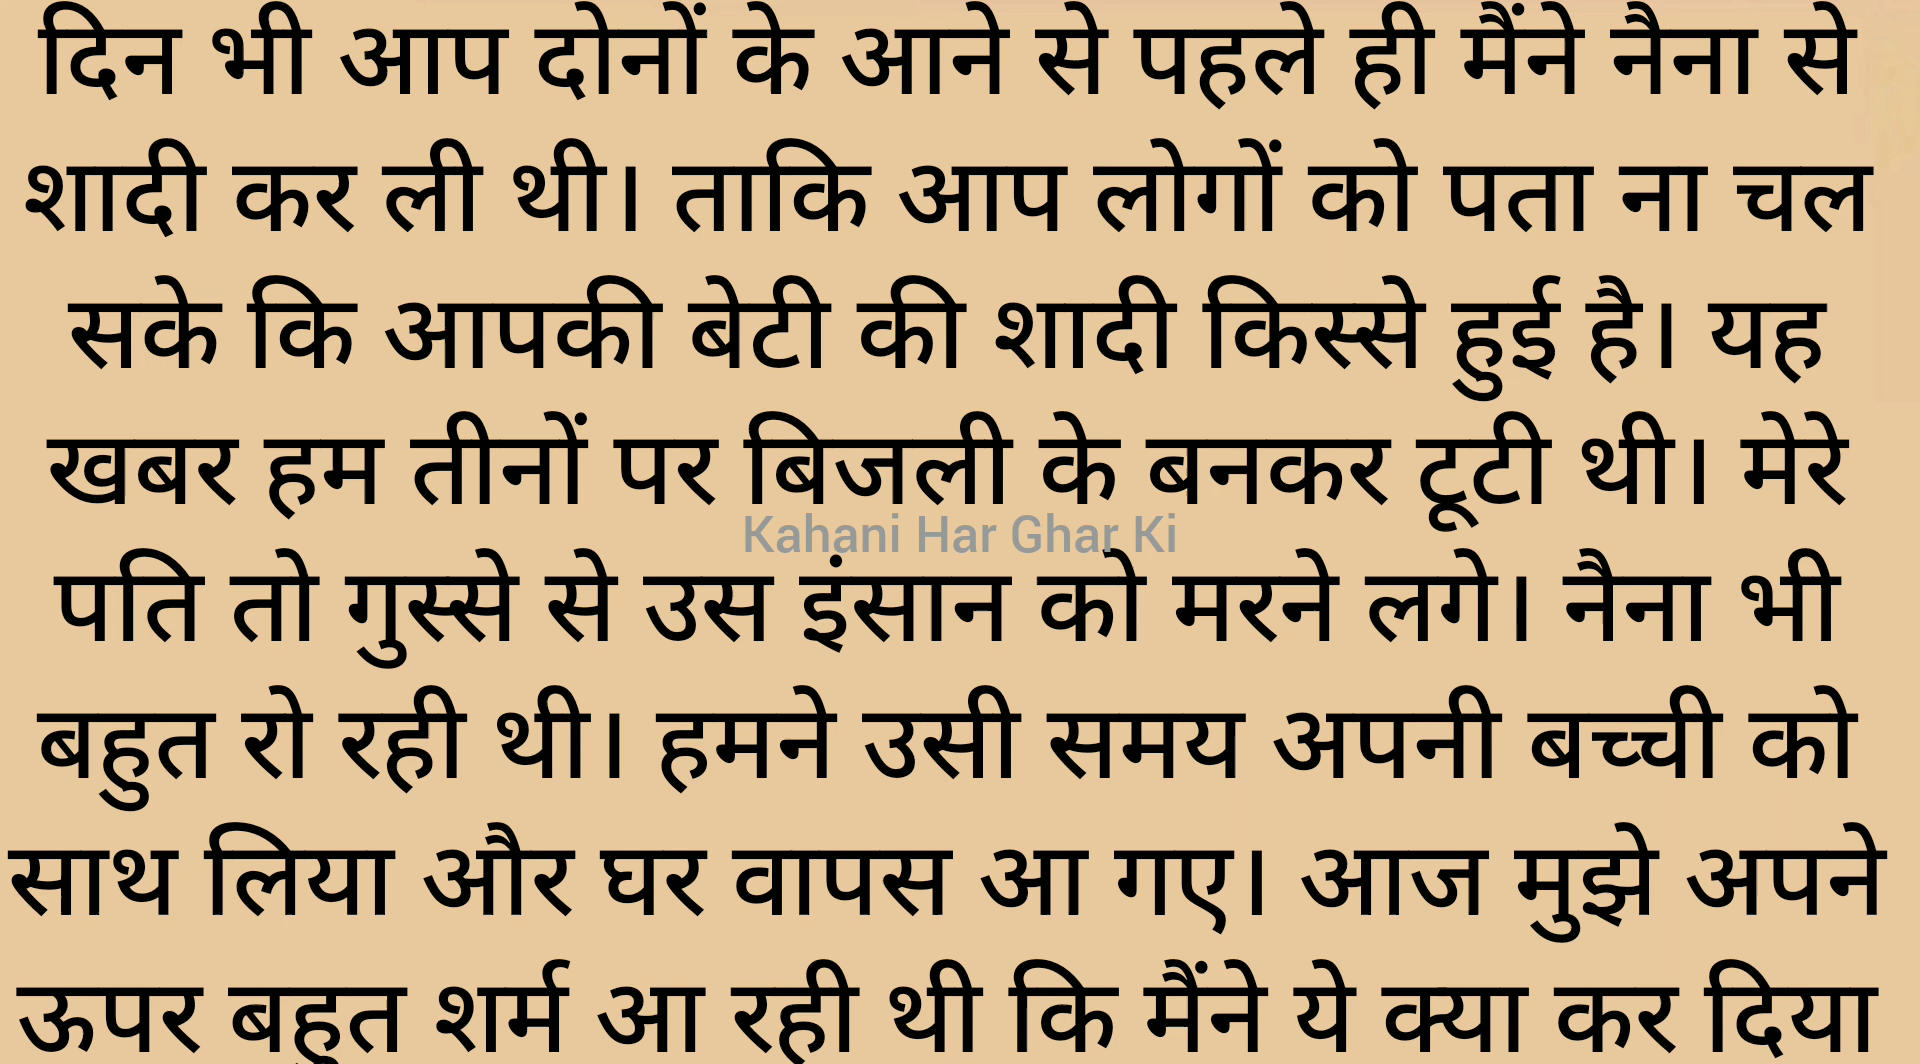 दिन भी आप दोनों के आने से पहले ही मैंने नैना से
शादी कर ली थी। ताकि आप लोगों को पता ना चल
सके कि आपकी बेटी की शादी किस्से हुई है। यह
खबर हम तीनों पर बिजली के बनकर टूटी थी। मेरे
Kahani Har Ghar Ki
पति तो गुस्से से उस इंसान को मरने लगे। नैना भी
बहुत रो रही थी। हमने उसी समय अपनी बच्ची को
साथ लिया और घर वापस आ गए। आज मुझे अपने
ऊपर बहुत शर्म आ रही थी कि मैंने ये क्या कर दिया